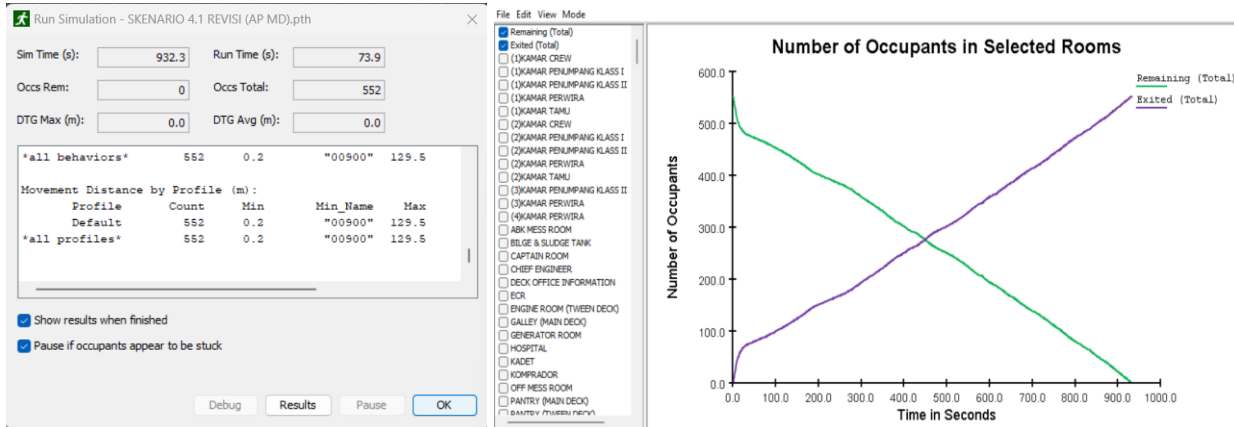 Run Simulation - SKENARIO 4.1 REVISI (AP MD).pth
Sim Time (s): 932.3 Run Time (s): 73.9
Occs Rem: 0 Occs Total: 552
DTG Max (m): 0.0 DTG Avg (m): 0.0
*all behaviors* 552 0.2 "00900" 129.5
Movement Distance by Profile (m):
Profile Count Min Min_Name Max
Default 552 0.2 "00900" 129.5
*all profiles* 552 0.2 "00900" 129.5
Show results when finished
Pause if occupants appear to be stuck
Debug Results Pause OK
File Edit View Mode
Remaining (Total)
Exited (Total)
(1)KAMAR CREW
(1)KAMAR PENUMPANG KLASS I
(1)KAMAR PENUMPANG KLASS II
(1)KAMAR PERWIRA
(1)KAMAR TAMU
(2)KAMAR CREW
(2)KAMAR PENUMPANG KLASS I
(2)KAMAR PENUMPANG KLASS II
(2)KAMAR PERWIRA
(2)KAMAR TAMU
(3)KAMAR PENUMPANG KLASS II
(3)KAMAR PERWIRA
(4)KAMAR PERWIRA
ABK MESS ROOM
BILGE & SLUDGE TANK
CAPTAIN ROOM
CHIEF ENGINEER
DECK OFFICE INFORMATION
ECR
ENGINE ROOM (TWEEN DECK)
GALLEY (MAIN DECK)
GENERATOR ROOM
HOSPITAL
KADET
KOMPRADOR
OFF MESS ROOM
PANTRY (MAIN DECK)
PANTRY (TWEEN DECK)
Number of Occupants in Selected Rooms
Remaining (Total)
Exited (Total)
Number of Occupants
600.0
500.0
400.0
300.0
200.0
100.0
0.0
0.0 100.0 200.0 300.0 400.0 500.0 600.0 700.0 800.0 900.0 1000.0
Time in Seconds